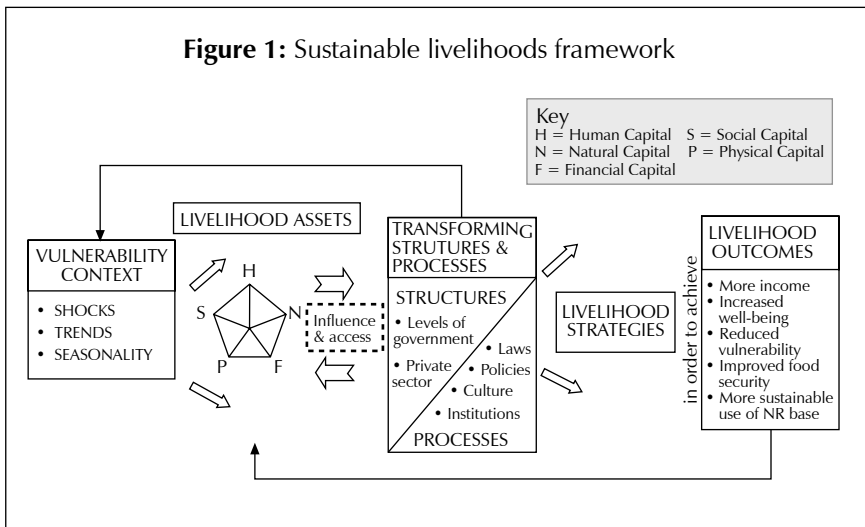 Figure 1: Sustainable livelihoods framework
Key
H = Human Capital S = Social Capital
N = Natural Capital P = Physical Capital
F = Financial Capital
LIVELIHOOD ASSETS
VULNERABILITY
CONTEXT
• SHOCKS
• TRENDS
• SEASONALITY
H
S
N
P
F
Influence
& access
TRANSFORMING
STRUTURES &
PROCESSES
STRUCTURES
• Levels of
government
• Private
sector
• Laws
• Policies
• Culture
• Institutions
PROCESSES
LIVELIHOOD
STRATEGIES
in order to achieve
LIVELIHOOD
OUTCOMES
• More income
• Increased
well-being
• Reduced
vulnerability
• Improved food
security
• More sustainable
use of NR base